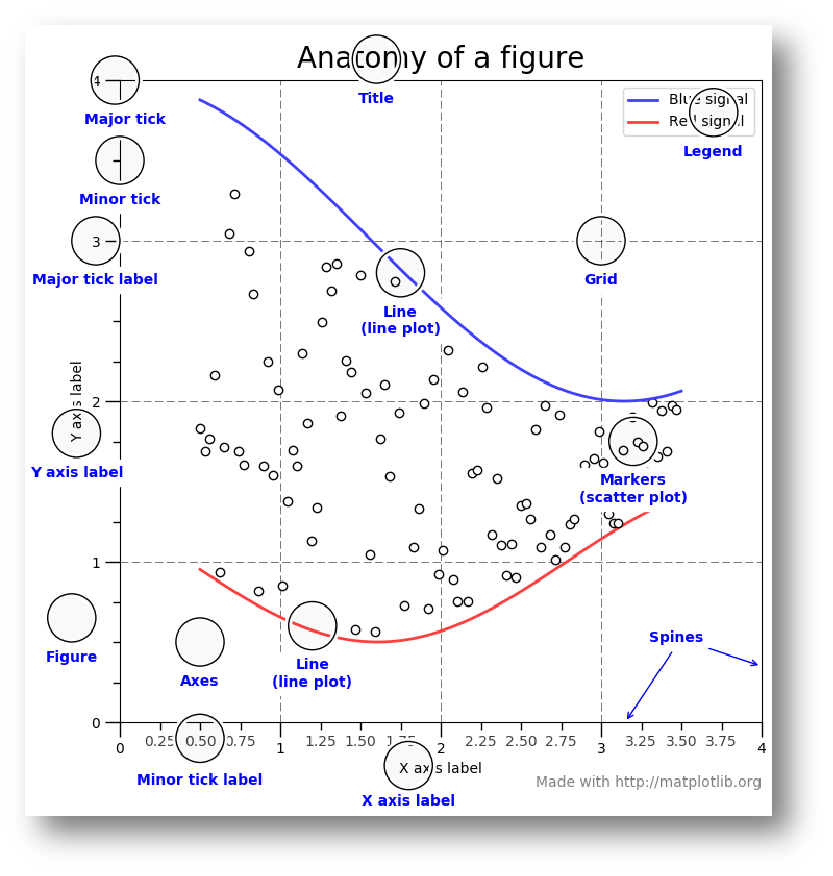 Anatomy of a figure
4
Blue signal
Red signal
Title
Major tick
Legend
Minor tick
3
Major tick label
Grid
Line
(line plot)
Y axis label
2
Y axis label
Markers
(scatter plot)
1
Spines
Figure
Axes
Line
(line plot)
0
0 0.25 0.50 0.75 1 1.25 1.50 1.75 2 2.25 2.50 2.75 3 3.25 3.50 3.75 4
X axis label
Minor tick label
Made with http://matplotlib.org
X axis label